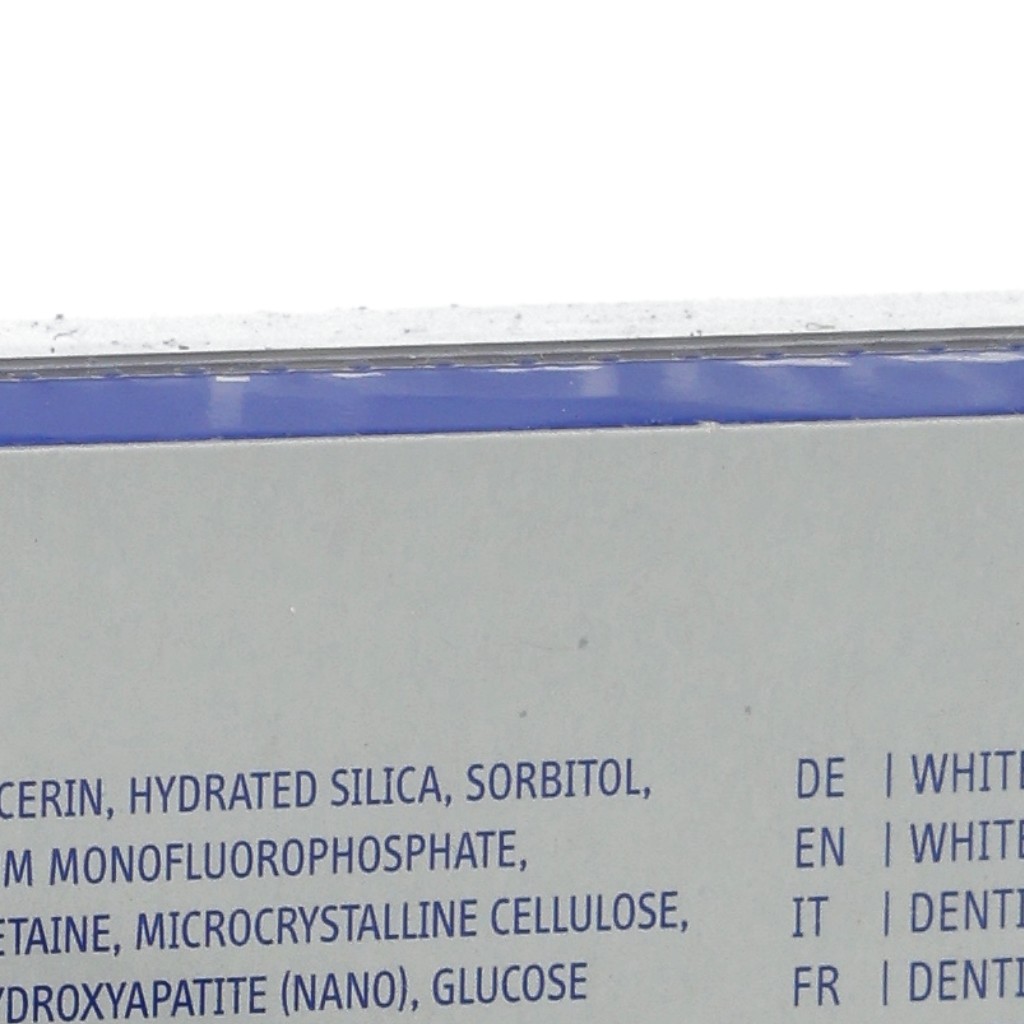 CERIN, HYDRATED SILICA, SORBITOL,
M MONOFLUOROPHOSPHATE,
ETAINE, MICROCRYSTALLINE CELLULOSE,
YDROXYAPATITE (NANO), GLUCOSE
DE | WHITE
EN | WHITE
IT | DENTI
FR | DENTI